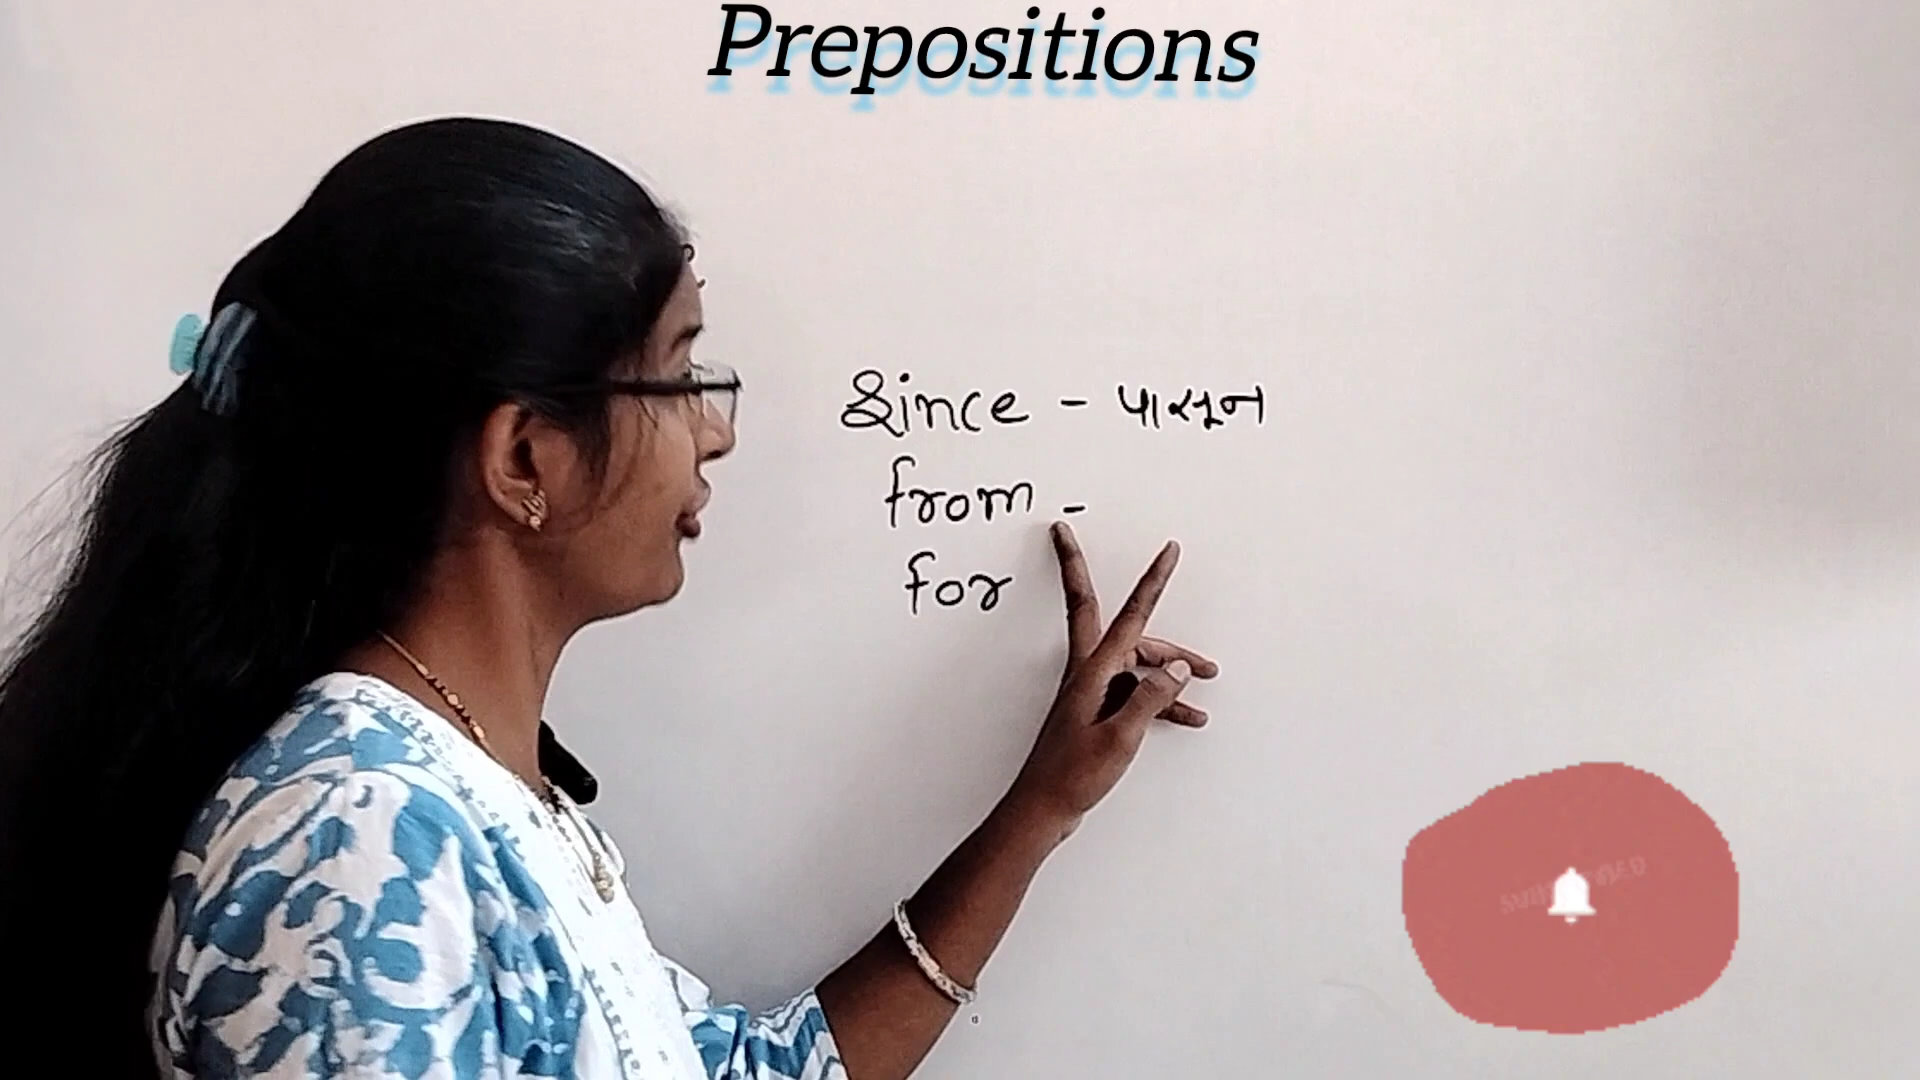 Prepositions
Since - पासून
from -
for